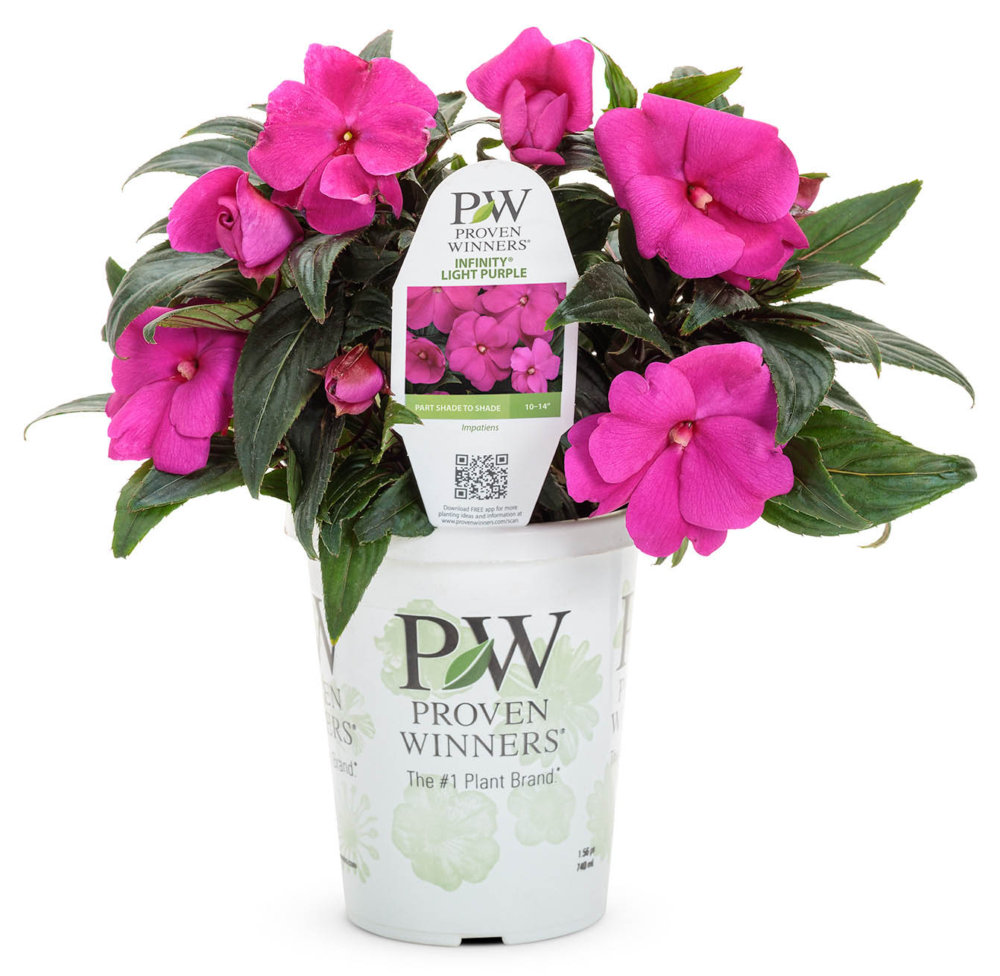 PW
PROVEN
WINNERS®
INFINITY®
LIGHT PURPLE
PART SHADE TO SHADE 10–14"
Impatiens
Download FREE app for more
planting ideas and information at
www.provenwinners.com/scan
PW
PROVEN
WINNERS®
The #1 Plant Brand.®
1.56
740 ml
EN
ERS®